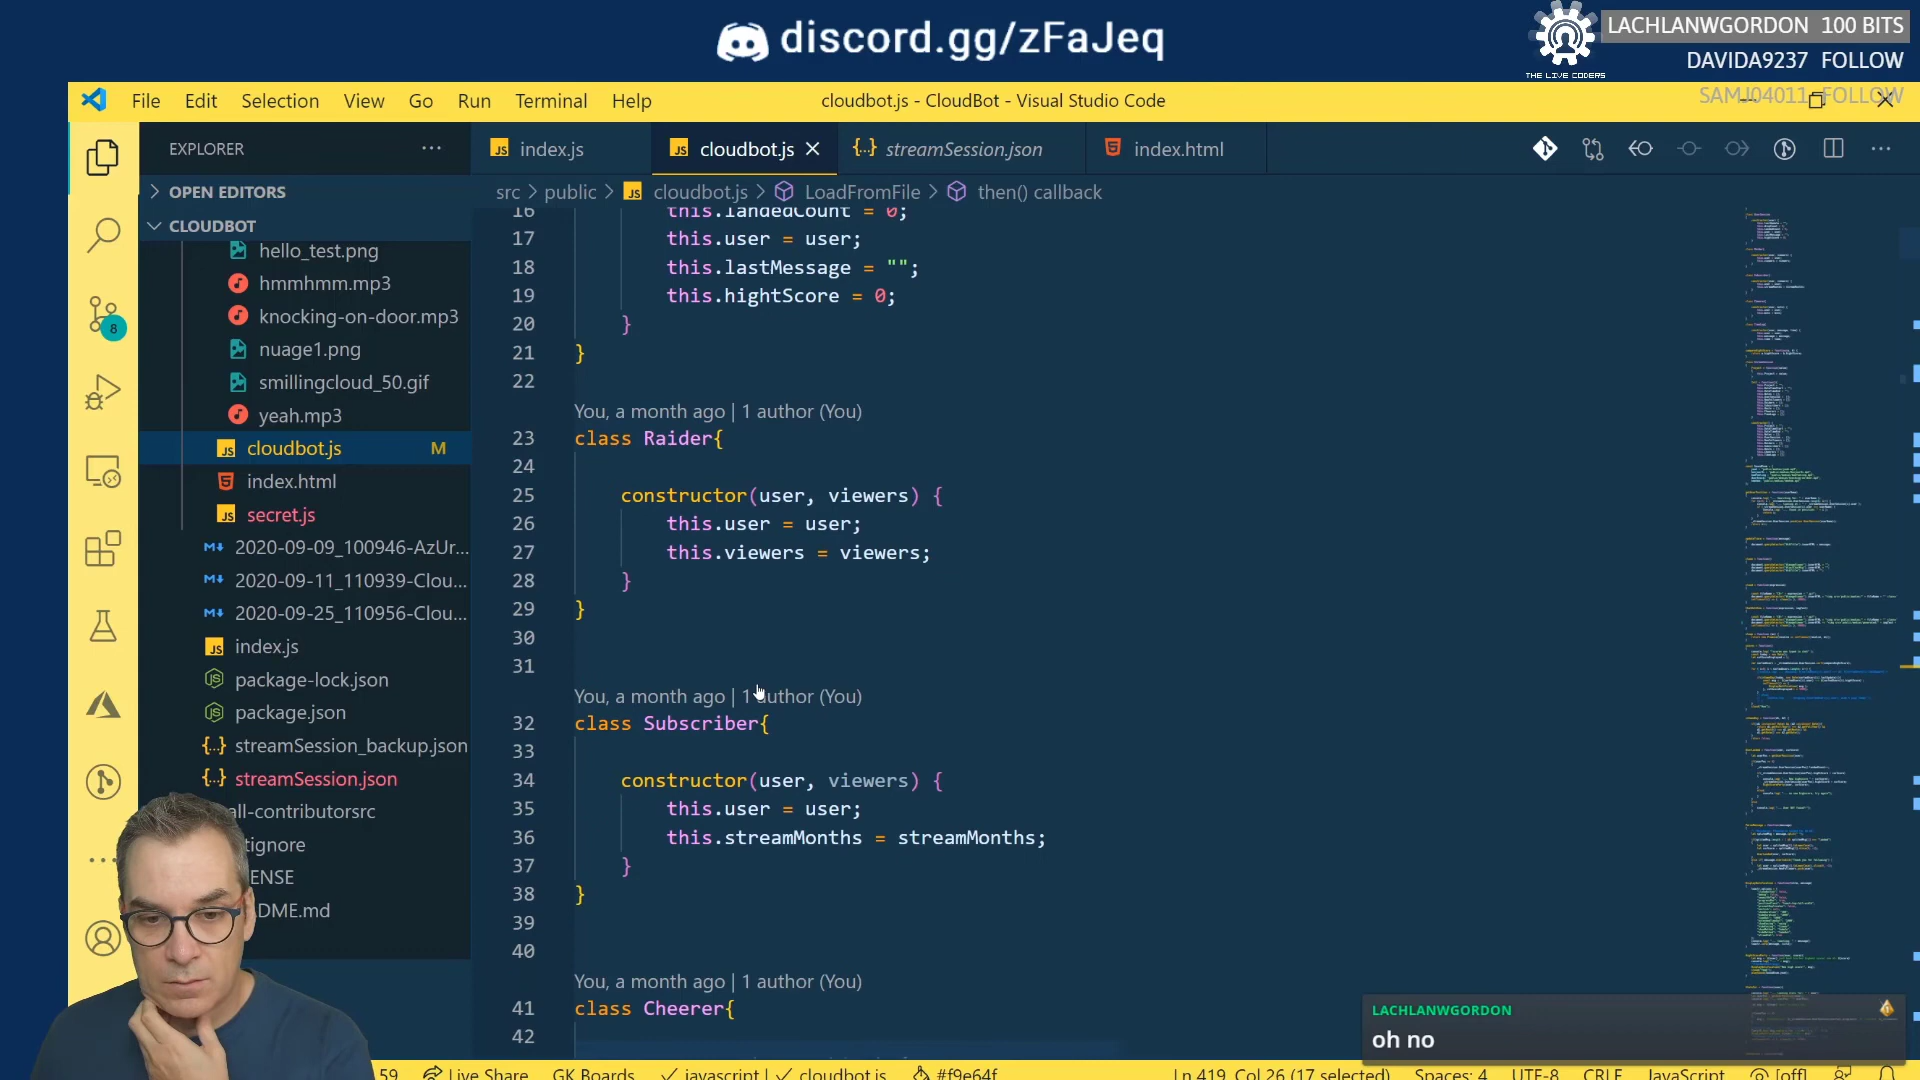 discord.gg/zFaJeq
THE LIVE CODERS
LACHLANWGORDON 100 BITS
DAVIDA9237 FOLLOW
SAMJ04011 FOLLOW
File Edit Selection View Go Run Terminal Help
cloudbot.js - CloudBot - Visual Studio Code
EXPLORER
OPEN EDITORS
CLOUDBOT
hello_test.png
hmmhmm.mp3
knocking-on-door.mp3
nuage1.png
smillingcloud_50.gif
yeah.mp3
cloudbot.js M
index.html
secret.js
2020-09-09_100946-AzUr...
2020-09-11_110939-Clou...
2020-09-25_110956-Clou...
index.js
package-lock.json
package.json
streamSession_backup.json
streamSession.json
all-contributorsrc
tignore
ENSE
DME.md
8
index.js
cloudbot.js
streamSession.json
index.html
src > public > cloudbot.js > LoadFromFile > then() callback
16 this.landedCount = 0;
17 this.user = user;
18 this.lastMessage = "";
19 this.hightScore = 0;
20 }
21 }
22
You, a month ago | 1 author (You)
23 class Raider{
24
25 constructor(user, viewers) {
26 this.user = user;
27 this.viewers = viewers;
28 }
29 }
30
31
You, a month ago | 1 author (You)
32 class Subscriber{
33
34 constructor(user, viewers) {
35 this.user = user;
36 this.streamMonths = streamMonths;
37 }
38 }
39
40
You, a month ago | 1 author (You)
41 class Cheerer{
42
LACHLANWGORDON
oh no
59 Live Share GK Boards javascript | cloudbot.js #f9e64f Ln 419, Col 26 (17 selected) Spaces: 4 UTF-8 CRLF JavaScript [off]